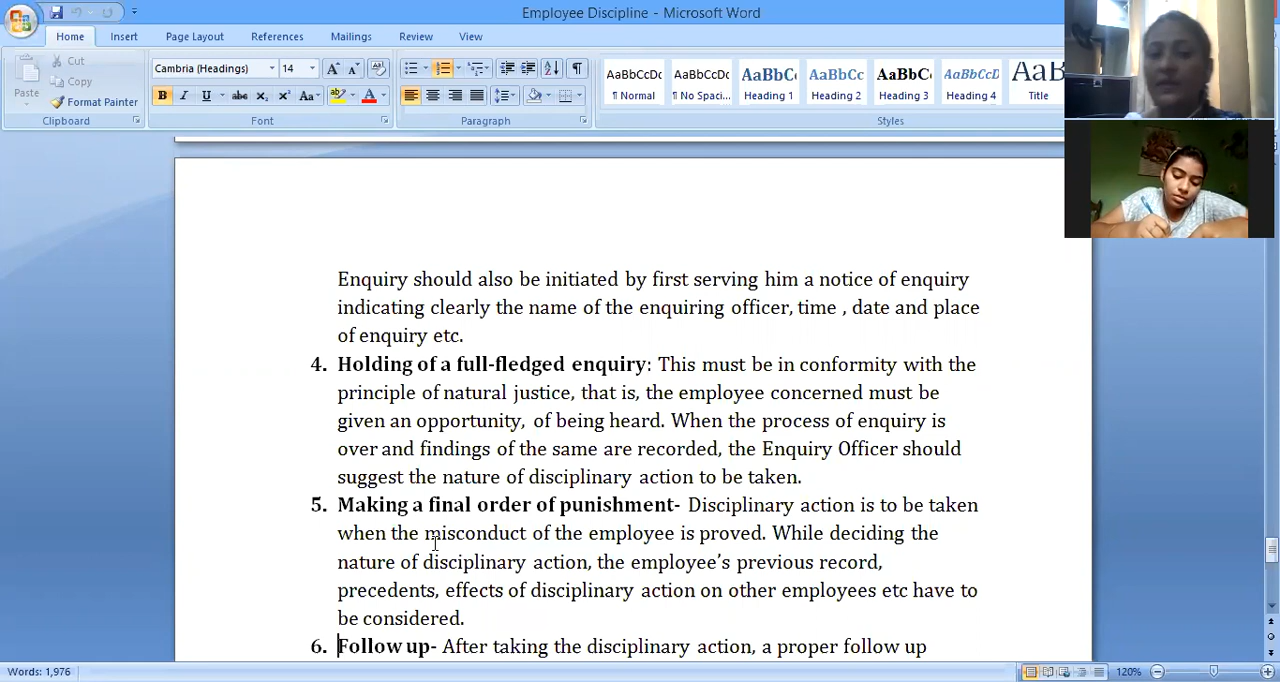 Employee Discipline - Microsoft Word
Home Insert Page Layout References Mailings Review View
Cut
Copy
Paste
Format Painter
Cambria (Headings) 14
AaBbCcDc AaBbCcDc AaBbC AaBbCc AaBbC AaBbCcD AaB
¶ Normal ¶ No Spaci... Heading 1 Heading 2 Heading 3 Heading 4 Title
Clipboard Font Paragraph Styles
Enquiry should also be initiated by first serving him a notice of enquiry
indicating clearly the name of the enquiring officer, time , date and place
of enquiry etc.
4. Holding of a full-fledged enquiry: This must be in conformity with the
principle of natural justice, that is, the employee concerned must be
given an opportunity, of being heard. When the process of enquiry is
over and findings of the same are recorded, the Enquiry Officer should
suggest the nature of disciplinary action to be taken.
5. Making a final order of punishment- Disciplinary action is to be taken
when the misconduct of the employee is proved. While deciding the
nature of disciplinary action, the employee’s previous record,
precedents, effects of disciplinary action on other employees etc have to
be considered.
6. Follow up- After taking the disciplinary action, a proper follow up
Words: 1,976
120%